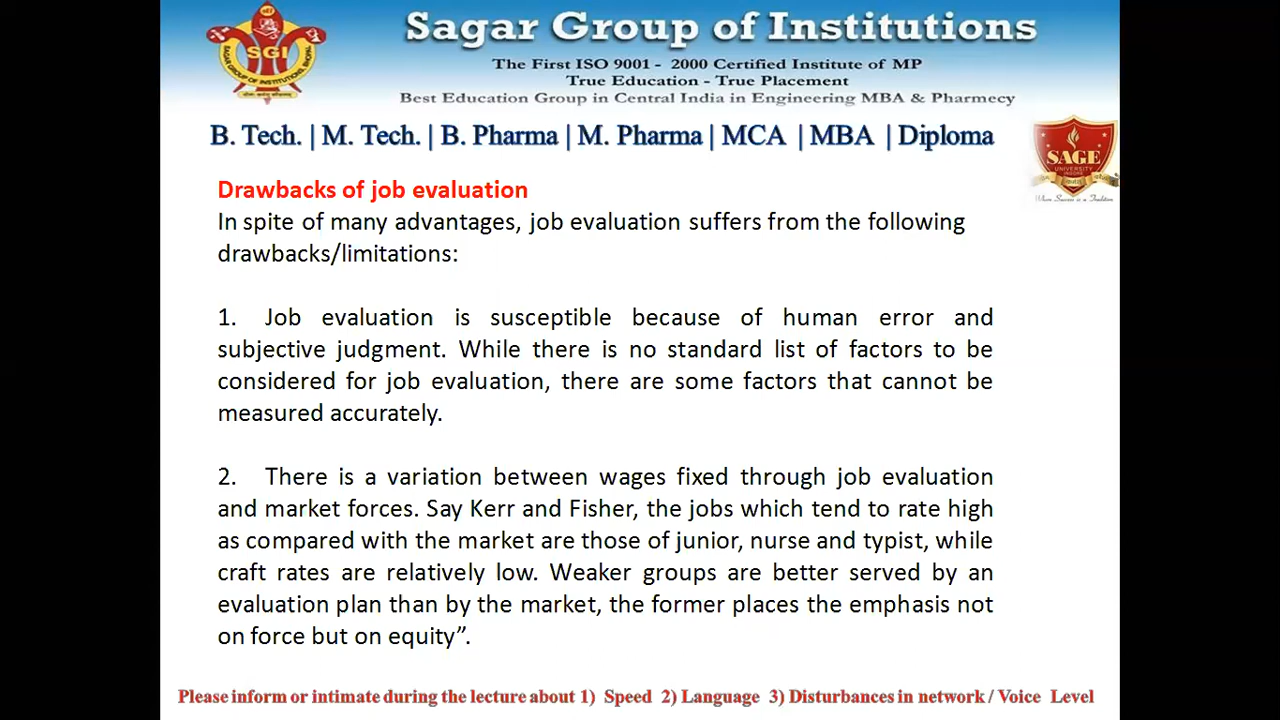 Sagar Group of Institutions
The First ISO 9001 - 2000 Certified Institute of MP
True Education - True Placement
Best Education Group in Central India in Engineering MBA & Pharmecy
SGI
B. Tech. | M. Tech. | B. Pharma | M. Pharma | MCA | MBA | Diploma
SAGE
UNIVERSITY
Where Success is a Tradition
Drawbacks of job evaluation
In spite of many advantages, job evaluation suffers from the following
drawbacks/limitations:
1. Job evaluation is susceptible because of human error and
subjective judgment. While there is no standard list of factors to be
considered for job evaluation, there are some factors that cannot be
measured accurately.
2. There is a variation between wages fixed through job evaluation
and market forces. Say Kerr and Fisher, the jobs which tend to rate high
as compared with the market are those of junior, nurse and typist, while
craft rates are relatively low. Weaker groups are better served by an
evaluation plan than by the market, the former places the emphasis not
on force but on equity”.
Please inform or intimate during the lecture about 1) Speed 2) Language 3) Disturbances in network / Voice Level